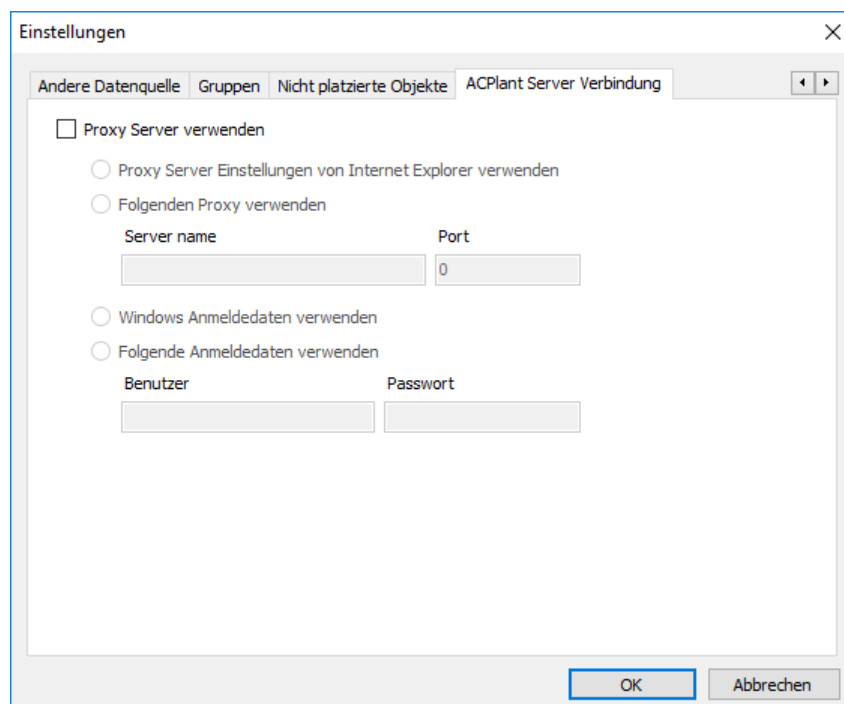 Einstellungen
Andere Datenquelle Gruppen Nicht platzierte Objekte ACPlant Server Verbindung
Proxy Server verwenden
Proxy Server Einstellungen von Internet Explorer verwenden
Folgenden Proxy verwenden
Server name Port
0
Windows Anmeldedaten verwenden
Folgende Anmeldedaten verwenden
Benutzer Passwort
OK Abbrechen